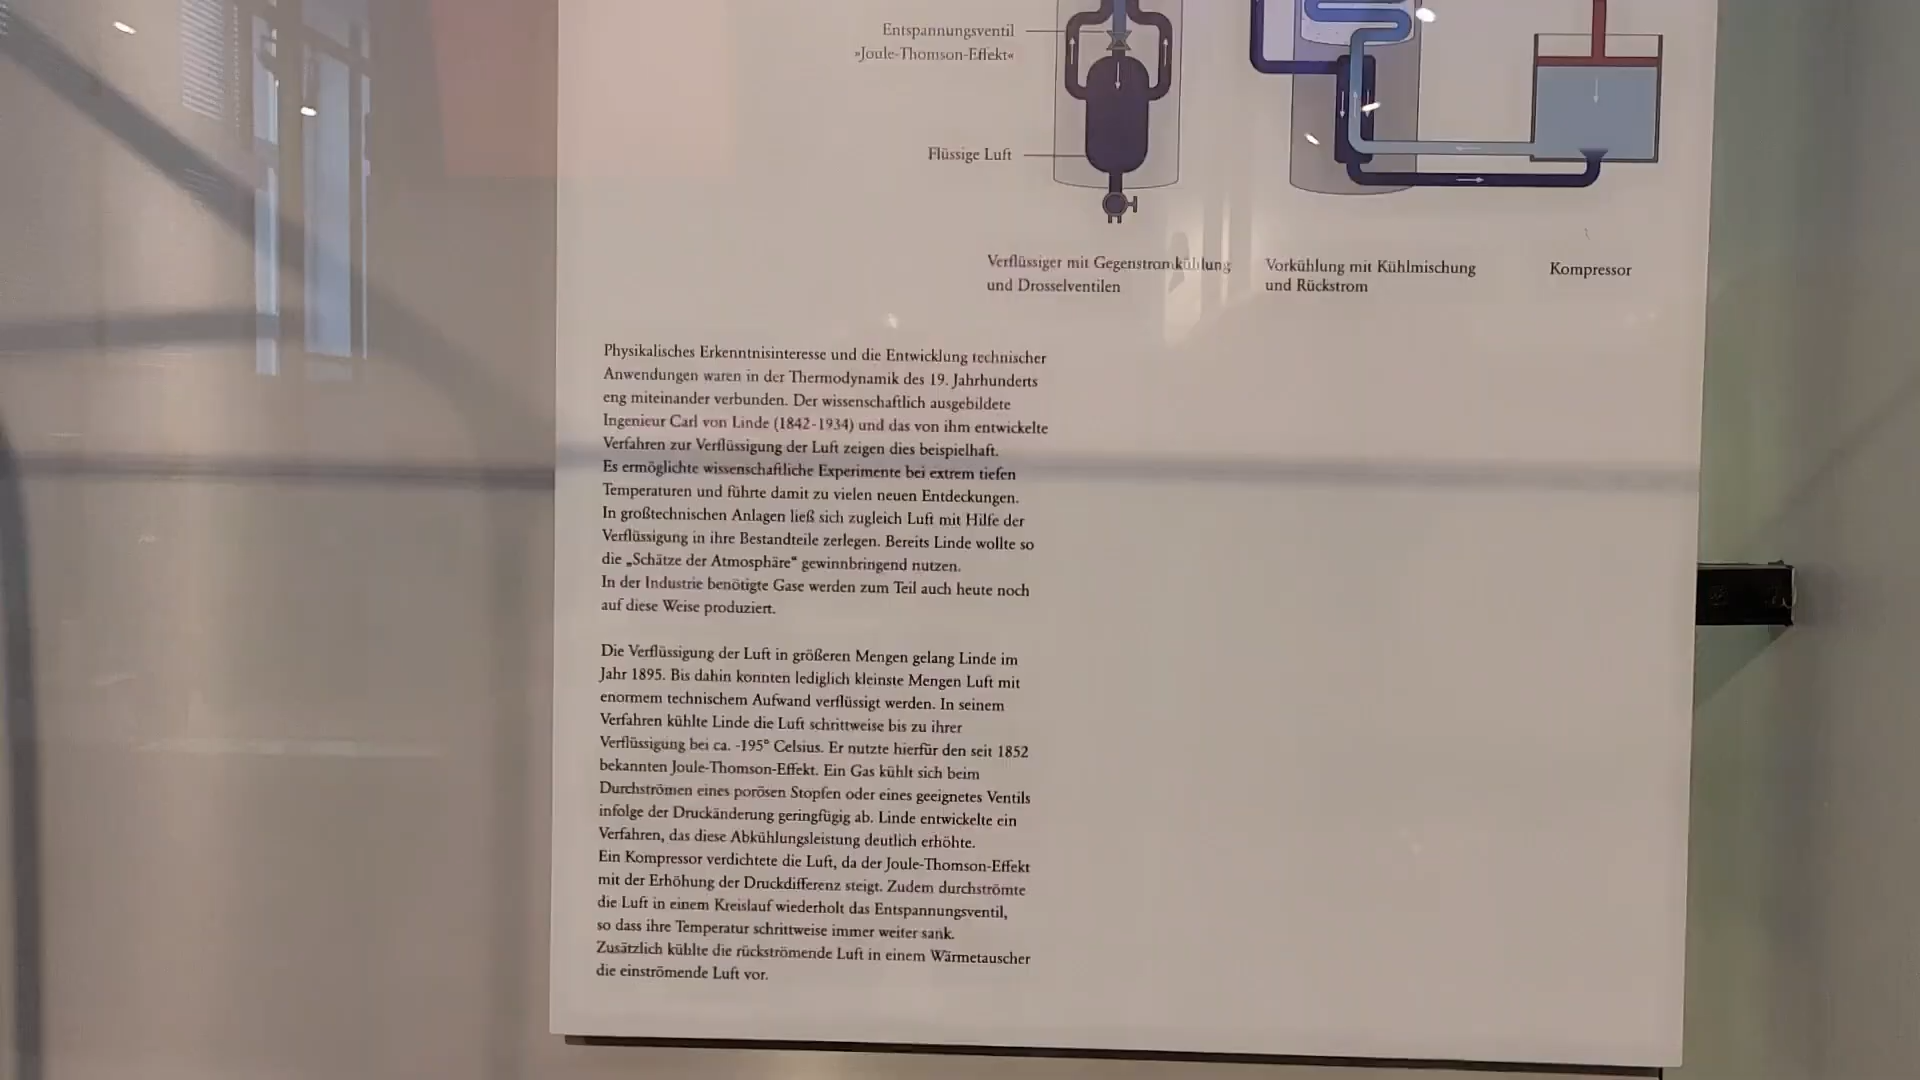 Entspannungsventil
»Joule-Thomson-Effekt«
Flüssige Luft
Verflüssiger mit Gegenstromkühlung
und Drosselventilen
Vorkühlung mit Kühlmischung
und Rückstrom
Kompressor
Physikalisches Erkenntnisinteresse und die Entwicklung technischer
Anwendungen waren in der Thermodynamik des 19. Jahrhunderts
eng miteinander verbunden. Der wissenschaftlich ausgebildete
Ingenieur Carl von Linde (1842-1934) und das von ihm entwickelte
Verfahren zur Verflüssigung der Luft zeigen dies beispielhaft.
Es ermöglichte wissenschaftliche Experimente bei extrem tiefen
Temperaturen und führte damit zu vielen neuen Entdeckungen.
In großtechnischen Anlagen ließ sich zugleich Luft mit Hilfe der
Verflüssigung in ihre Bestandteile zerlegen. Bereits Linde wollte so
die „Schätze der Atmosphäre“ gewinnbringend nutzen.
In der Industrie benötigte Gase werden zum Teil auch heute noch
auf diese Weise produziert.
Die Verflüssigung der Luft in größeren Mengen gelang Linde im
Jahr 1895. Bis dahin konnten lediglich kleinste Mengen Luft mit
enormem technischem Aufwand verflüssigt werden. In seinem
Verfahren kühlte Linde die Luft schrittweise bis zu ihrer
Verflüssigung bei ca. -195° Celsius. Er nutzte hierfür den seit 1852
bekannten Joule-Thomson-Effekt. Ein Gas kühlt sich beim
Durchströmen eines porösen Stopfen oder eines geeignetes Ventils
infolge der Druckänderung geringfügig ab. Linde entwickelte ein
Verfahren, das diese Abkühlungsleistung deutlich erhöhte.
Ein Kompressor verdichtete die Luft, da der Joule-Thomson-Effekt
mit der Erhöhung der Druckdifferenz steigt. Zudem durchströmte
die Luft in einem Kreislauf wiederholt das Entspannungsventil,
so dass ihre Temperatur schrittweise immer weiter sank.
Zusätzlich kühlte die rückströmende Luft in einem Wärmetauscher
die einströmende Luft vor.